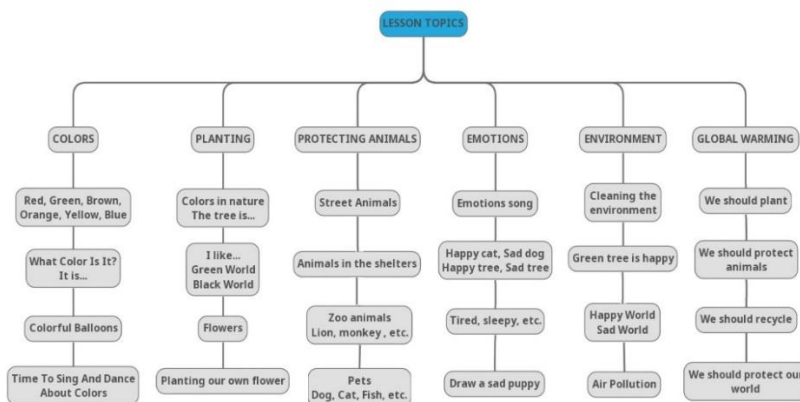 LESSON TOPICS
COLORS
Red, Green, Brown,
Orange, Yellow, Blue
What Color Is It?
It is...
Colorful Balloons
Time To Sing And Dance
About Colors
PLANTING
Colors in nature
The tree is...
I like...
Green World
Black World
Flowers
Planting our own flower
PROTECTING ANIMALS
Street Animals
Animals in the shelters
Zoo animals
Lion, monkey , etc.
Pets
Dog, Cat, Fish, etc.
EMOTIONS
Emotions song
Happy cat, Sad dog
Happy tree, Sad tree
Tired, sleepy, etc.
Draw a sad puppy
ENVIRONMENT
Cleaning the
environment
Green tree is happy
Happy World
Sad World
Air Pollution
GLOBAL WARMING
We should plant
We should protect
animals
We should recycle
We should protect our
world